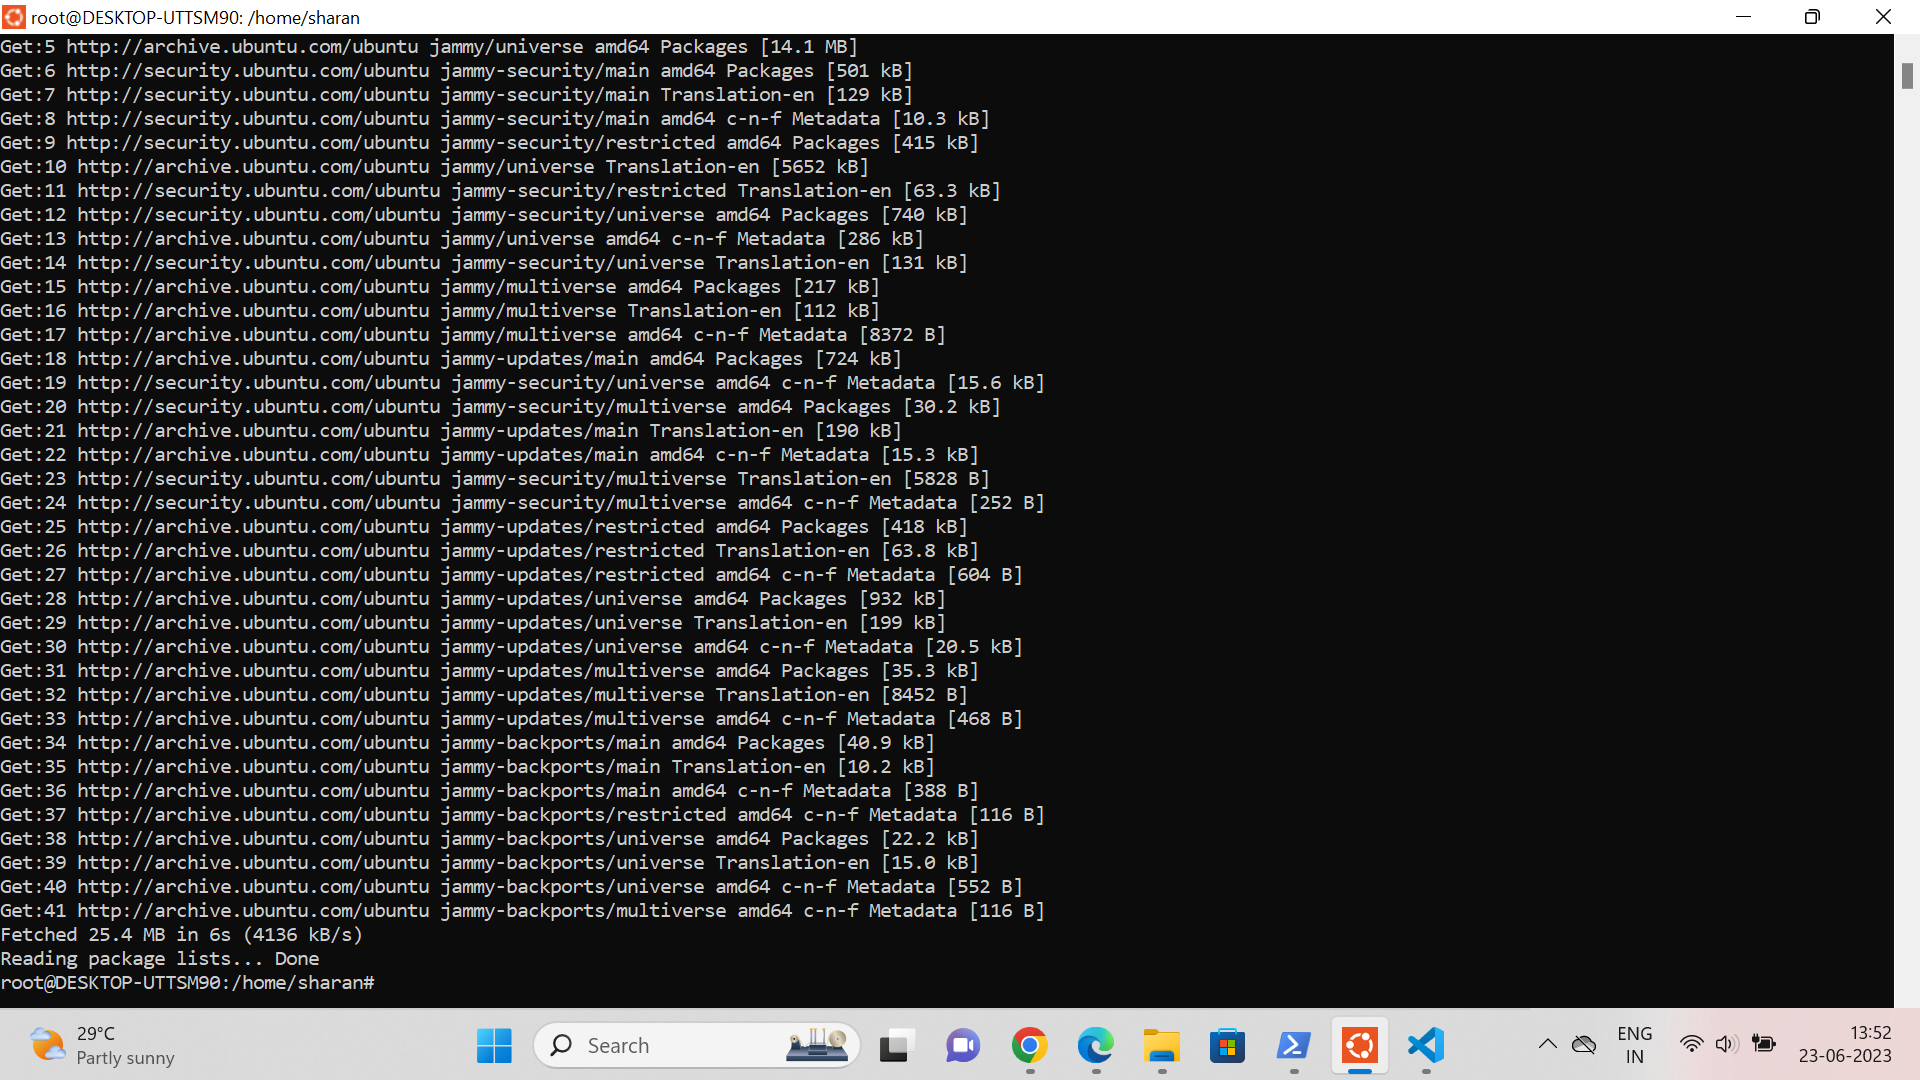 root@DESKTOP-UTTSM90: /home/sharan
Get:5 http://archive.ubuntu.com/ubuntu jammy/universe amd64 Packages [14.1 MB]
Get:6 http://security.ubuntu.com/ubuntu jammy-security/main amd64 Packages [501 kB]
Get:7 http://security.ubuntu.com/ubuntu jammy-security/main Translation-en [129 kB]
Get:8 http://security.ubuntu.com/ubuntu jammy-security/main amd64 c-n-f Metadata [10.3 kB]
Get:9 http://security.ubuntu.com/ubuntu jammy-security/restricted amd64 Packages [415 kB]
Get:10 http://archive.ubuntu.com/ubuntu jammy/universe Translation-en [5652 kB]
Get:11 http://security.ubuntu.com/ubuntu jammy-security/restricted Translation-en [63.3 kB]
Get:12 http://security.ubuntu.com/ubuntu jammy-security/universe amd64 Packages [740 kB]
Get:13 http://archive.ubuntu.com/ubuntu jammy/universe amd64 c-n-f Metadata [286 kB]
Get:14 http://security.ubuntu.com/ubuntu jammy-security/universe Translation-en [131 kB]
Get:15 http://archive.ubuntu.com/ubuntu jammy/multiverse amd64 Packages [217 kB]
Get:16 http://archive.ubuntu.com/ubuntu jammy/multiverse Translation-en [112 kB]
Get:17 http://archive.ubuntu.com/ubuntu jammy/multiverse amd64 c-n-f Metadata [8372 B]
Get:18 http://archive.ubuntu.com/ubuntu jammy-updates/main amd64 Packages [724 kB]
Get:19 http://security.ubuntu.com/ubuntu jammy-security/universe amd64 c-n-f Metadata [15.6 kB]
Get:20 http://security.ubuntu.com/ubuntu jammy-security/multiverse amd64 Packages [30.2 kB]
Get:21 http://archive.ubuntu.com/ubuntu jammy-updates/main Translation-en [190 kB]
Get:22 http://archive.ubuntu.com/ubuntu jammy-updates/main amd64 c-n-f Metadata [15.3 kB]
Get:23 http://security.ubuntu.com/ubuntu jammy-security/multiverse Translation-en [5828 B]
Get:24 http://security.ubuntu.com/ubuntu jammy-security/multiverse amd64 c-n-f Metadata [252 B]
Get:25 http://archive.ubuntu.com/ubuntu jammy-updates/restricted amd64 Packages [418 kB]
Get:26 http://archive.ubuntu.com/ubuntu jammy-updates/restricted Translation-en [63.8 kB]
Get:27 http://archive.ubuntu.com/ubuntu jammy-updates/restricted amd64 c-n-f Metadata [604 B]
Get:28 http://archive.ubuntu.com/ubuntu jammy-updates/universe amd64 Packages [932 kB]
Get:29 http://archive.ubuntu.com/ubuntu jammy-updates/universe Translation-en [199 kB]
Get:30 http://archive.ubuntu.com/ubuntu jammy-updates/universe amd64 c-n-f Metadata [20.5 kB]
Get:31 http://archive.ubuntu.com/ubuntu jammy-updates/multiverse amd64 Packages [35.3 kB]
Get:32 http://archive.ubuntu.com/ubuntu jammy-updates/multiverse Translation-en [8452 B]
Get:33 http://archive.ubuntu.com/ubuntu jammy-updates/multiverse amd64 c-n-f Metadata [468 B]
Get:34 http://archive.ubuntu.com/ubuntu jammy-backports/main amd64 Packages [40.9 kB]
Get:35 http://archive.ubuntu.com/ubuntu jammy-backports/main Translation-en [10.2 kB]
Get:36 http://archive.ubuntu.com/ubuntu jammy-backports/main amd64 c-n-f Metadata [388 B]
Get:37 http://archive.ubuntu.com/ubuntu jammy-backports/restricted amd64 c-n-f Metadata [116 B]
Get:38 http://archive.ubuntu.com/ubuntu jammy-backports/universe amd64 Packages [22.2 kB]
Get:39 http://archive.ubuntu.com/ubuntu jammy-backports/universe Translation-en [15.0 kB]
Get:40 http://archive.ubuntu.com/ubuntu jammy-backports/universe amd64 c-n-f Metadata [552 B]
Get:41 http://archive.ubuntu.com/ubuntu jammy-backports/multiverse amd64 c-n-f Metadata [116 B]
Fetched 25.4 MB in 6s (4136 kB/s)
Reading package lists... Done
root@DESKTOP-UTTSM90:/home/sharan#
29°C
Partly sunny
Search
ENG
IN
13:52
23-06-2023